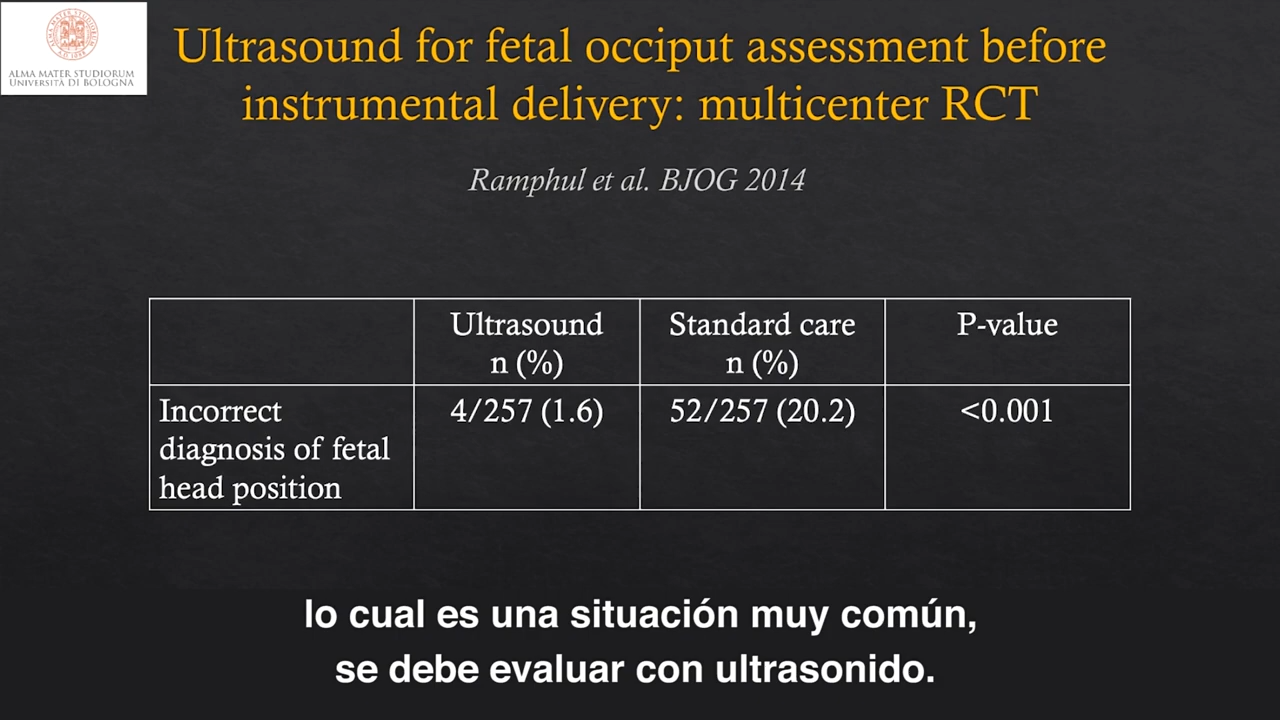 ALMA MATER STUDIORUM
UNIVERSITÀ DI BOLOGNA
Ultrasound for fetal occiput assessment before
instrumental delivery: multicenter RCT
Ramphul et al. BJOG 2014
Ultrasound
n (%)
Standard care
n (%)
P-value
Incorrect
diagnosis of fetal
head position
4/257 (1.6)
52/257 (20.2)
<0.001
lo cual es una situación muy común,
se debe evaluar con ultrasonido.